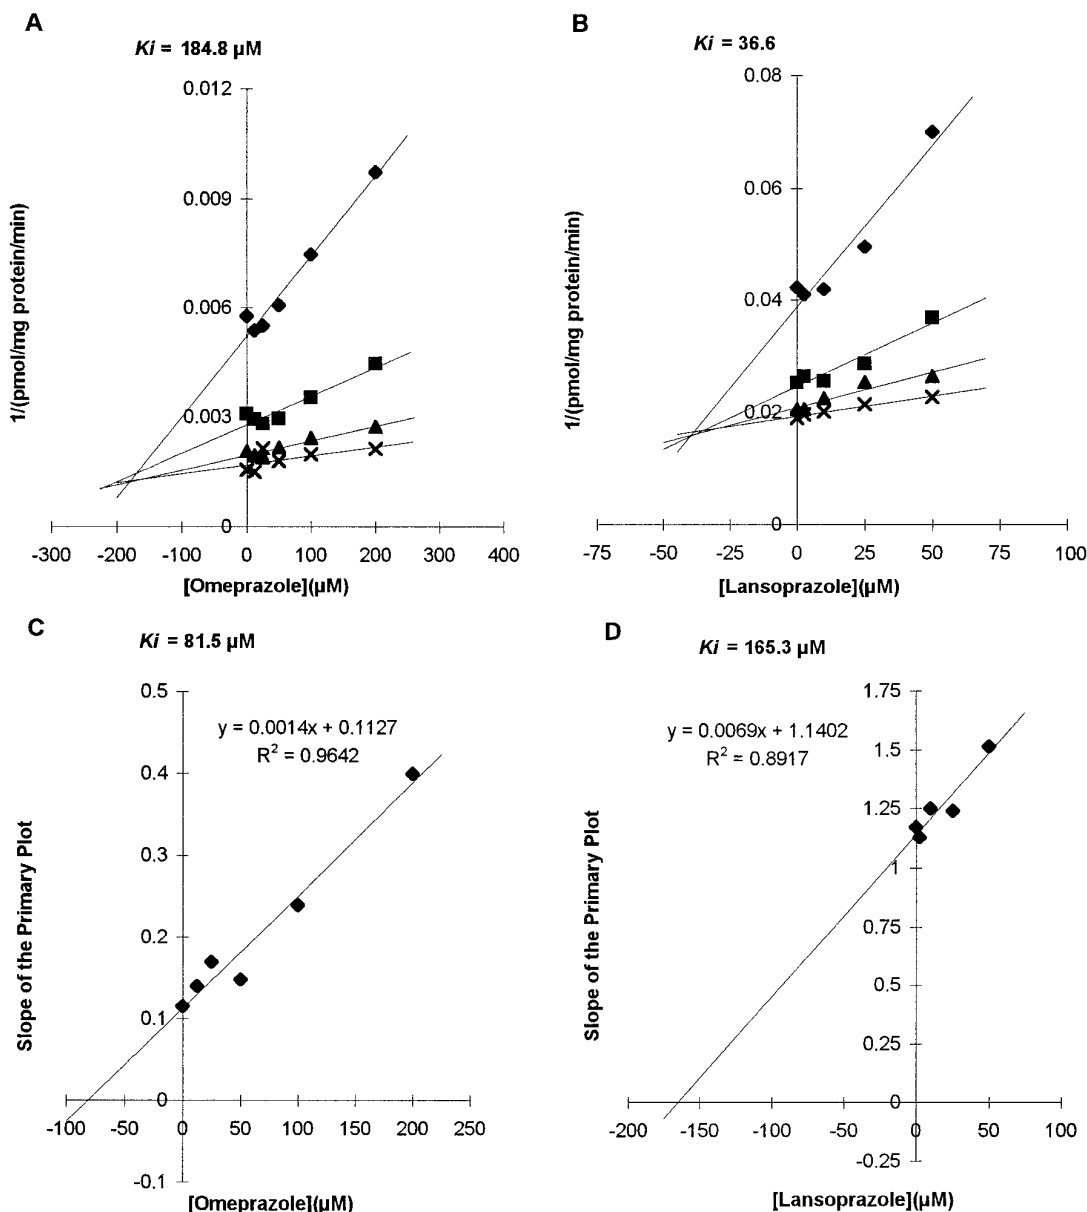 A
Ki = 184.8 µM
0.012
0.009
0.006
0.003
0
-300 -200 -100 0 100 200 300 400
1/(pmol/mg protein/min)
[Omeprazole](µM)
B
Ki = 36.6
0.08
0.06
0.04
0.02
0
-75 -50 -25 0 25 50 75 100
1/(pmol/mg protein/min)
[Lansoprazole](µM)
C
Ki = 81.5 µM
y = 0.0014x + 0.1127
R² = 0.9642
0.5
0.4
0.3
0.2
0.1
0
-0.1
-100 -50 0 50 100 150 200 250
Slope of the Primary Plot
[Omeprazole](µM)
D
Ki = 165.3 µM
y = 0.0069x + 1.1402
R² = 0.8917
1.75
1.5
1.25
1
0.75
0.5
0.25
0
-0.25
-200 -150 -100 -50 0 50 100
Slope of the Primary Plot
[Lansoprazole](µM)